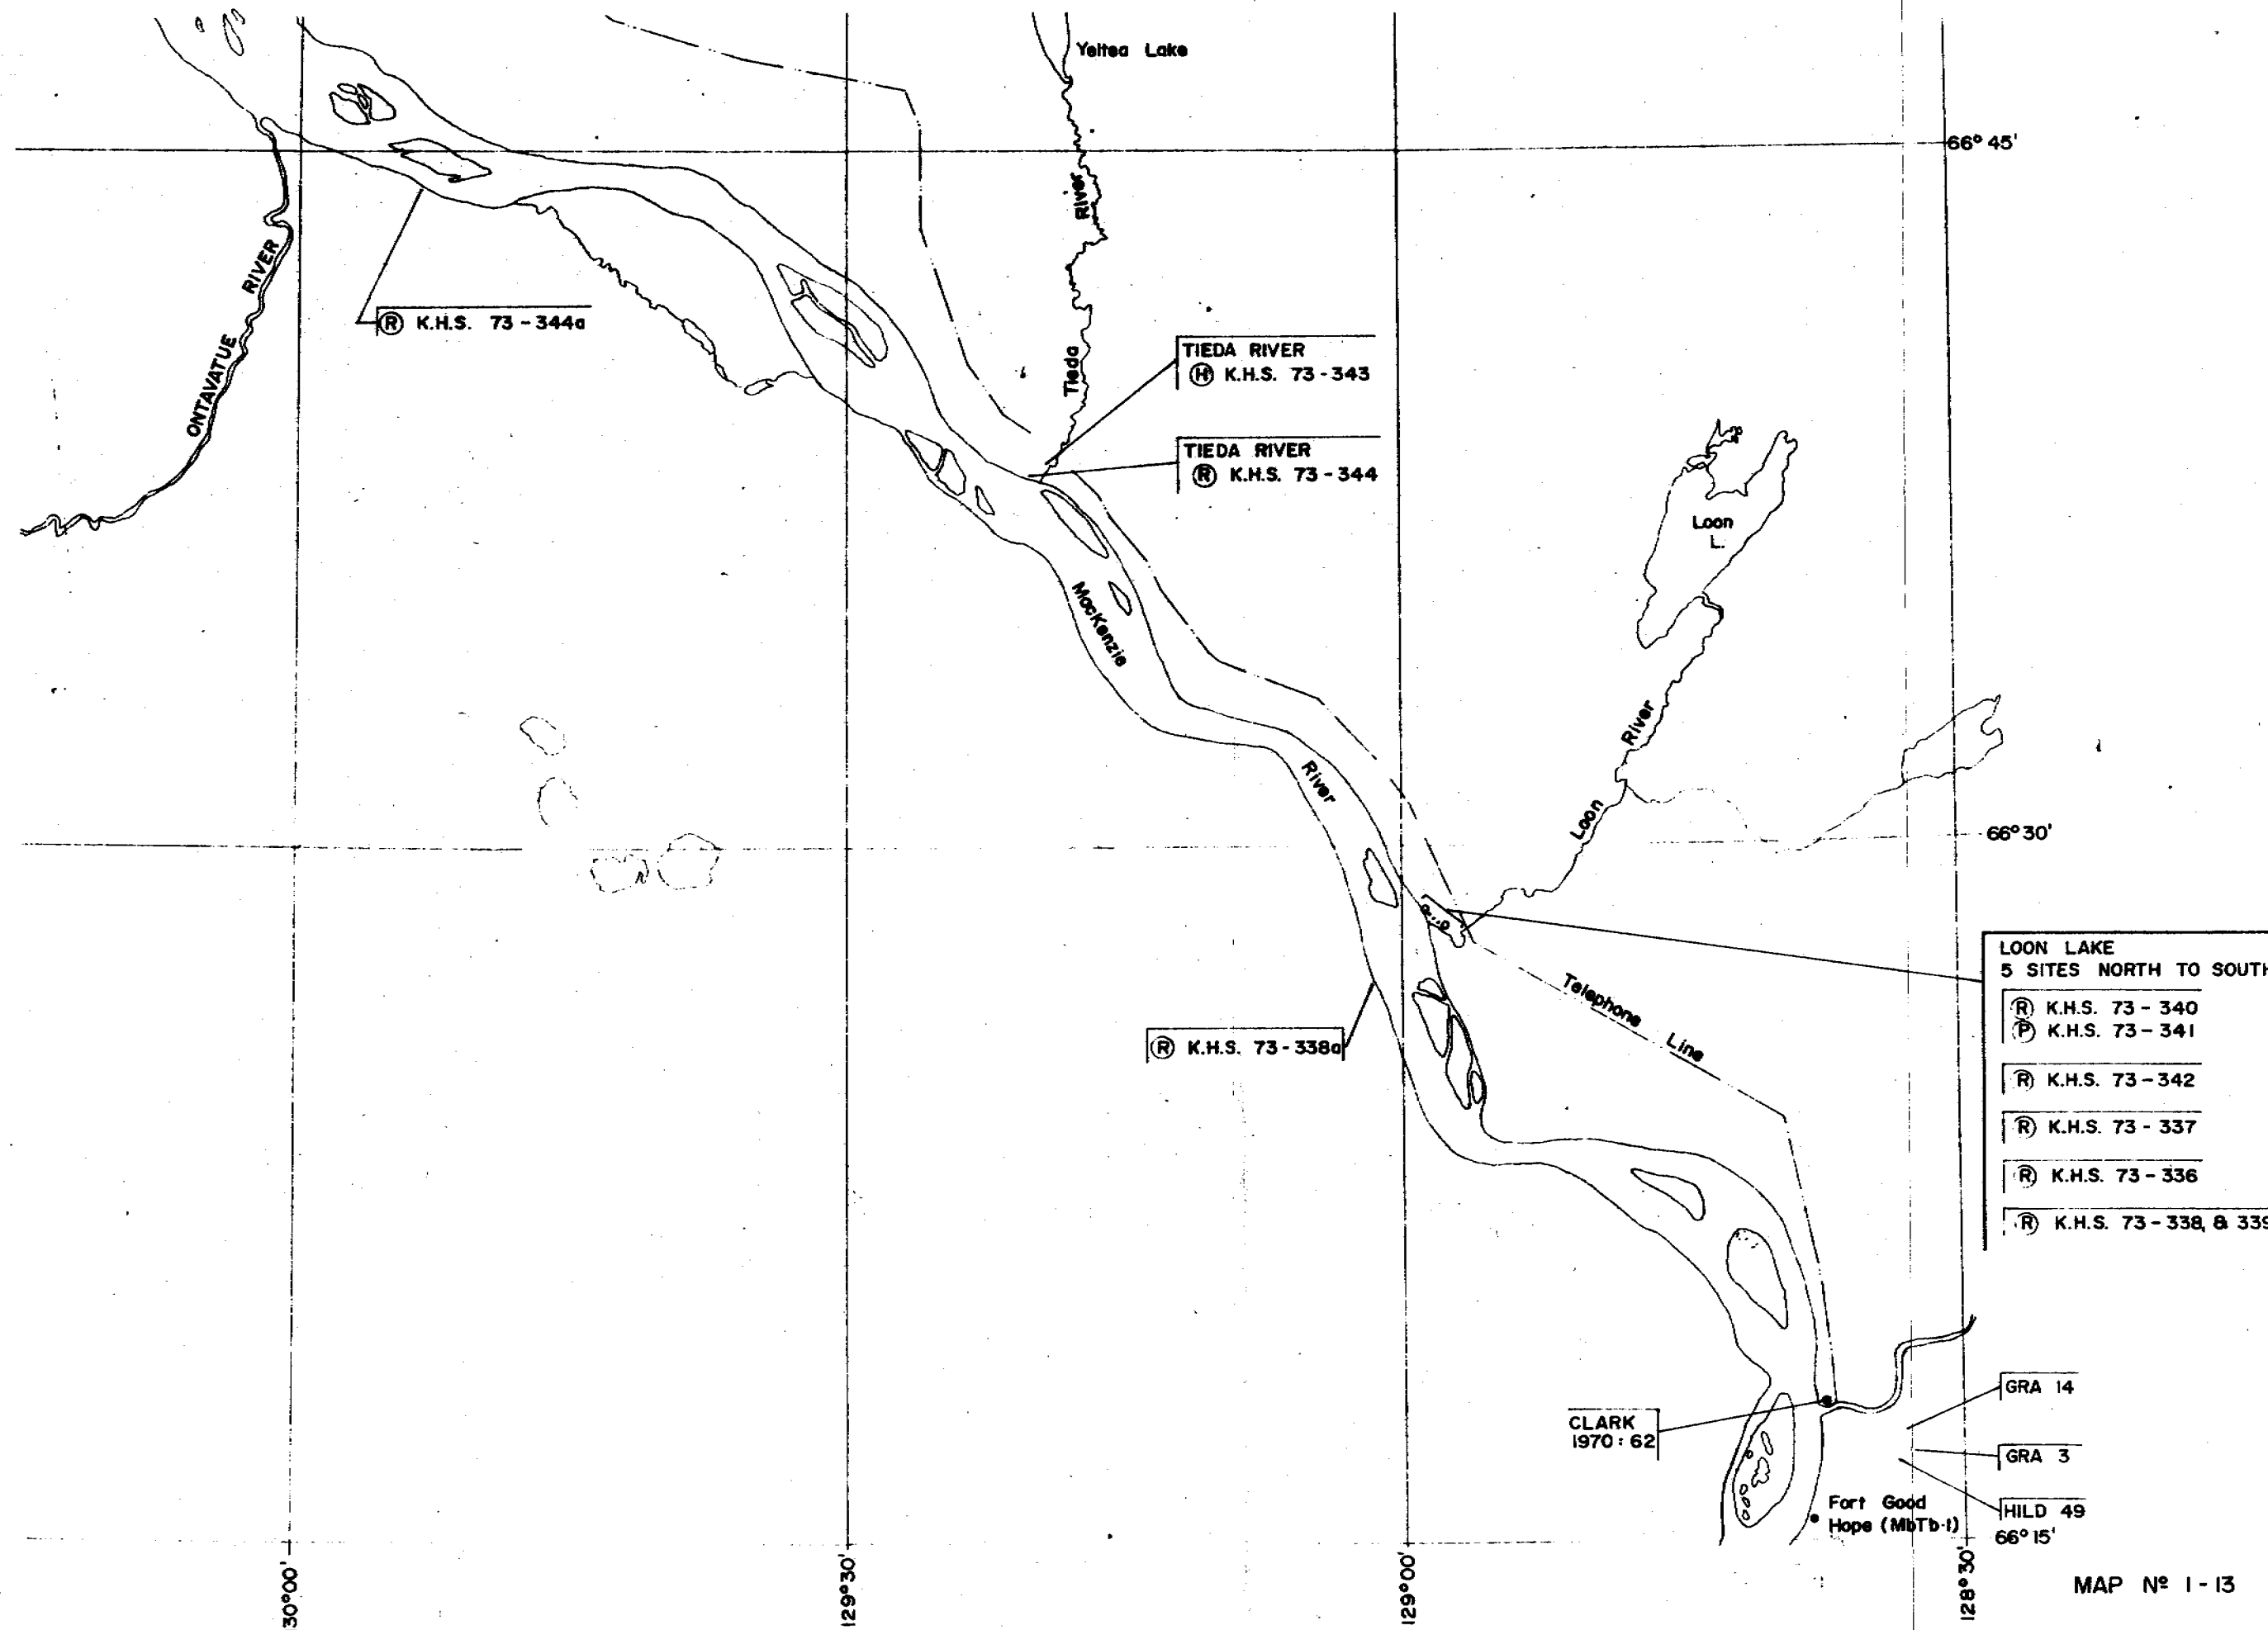 Yeltea Lake
66° 45'
Tieda River
ONTAVATUE RIVER
Ⓡ K.H.S. 73-344a
TIEDA RIVER
Ⓗ K.H.S. 73-343
TIEDA RIVER
Ⓡ K.H.S. 73-344
Loon
L.
MacKenzie River
Loon River
66° 30'
LOON LAKE
5 SITES NORTH TO SOUTH
Ⓡ K.H.S. 73-340
Ⓟ K.H.S. 73-341
Ⓡ K.H.S. 73-342
Ⓡ K.H.S. 73-337
Ⓡ K.H.S. 73-336
Ⓡ K.H.S. 73-338, & 339
Telephone Line
Ⓡ K.H.S. 73-338a
GRA 14
CLARK
1970:62
GRA 3
Fort Good
Hope (MbTb-1)
HILD 49
66° 15'
30°00'
129°30'
129°00'
128°30'
MAP Nº 1-13